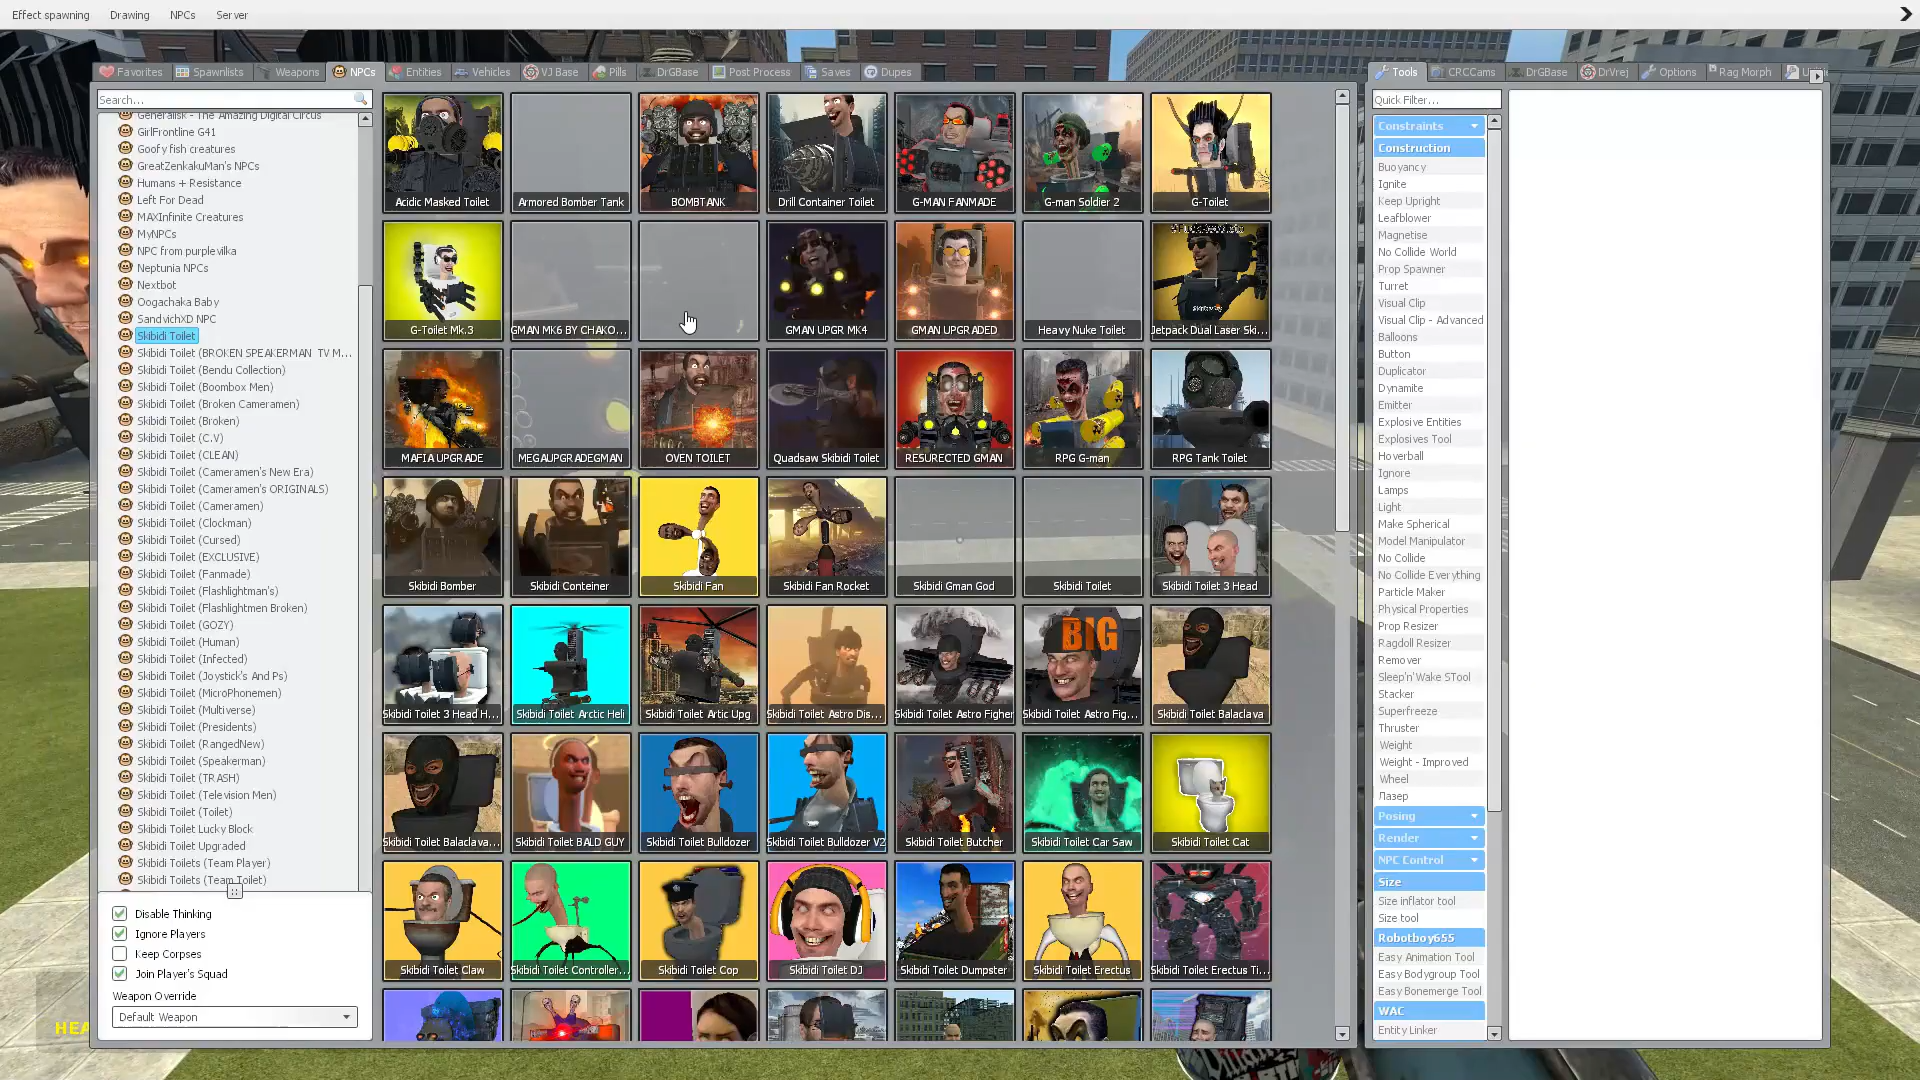 Effect spawning Drawing NPCs Server
Favorites Spawnlists Weapons NPCs Entities Vehicles VJ Base Pills DrGBase Post Process Saves Dupes
Tools CRCCams DrGBase DrVrej Options Rag Morph
Search...
Generalisk - The Amazing Digital Circus
GirlFrontline G41
Goofy fish creatures
GreatZenkakuMan's NPCs
Humans + Resistance
Left For Dead
MAXInfinite Creatures
MyNPCs
NPC from purplevilka
Neptunia NPCs
Nextbot
Oogachaka Baby
SandvichXD NPC
Skibidi Toilet
Skibidi Toilet (BROKEN SPEAKERMAN TV M...
Skibidi Toilet (Bendu Collection)
Skibidi Toilet (Boombox Men)
Skibidi Toilet (Broken Cameramen)
Skibidi Toilet (Broken)
Skibidi Toilet (C.V)
Skibidi Toilet (CLEAN)
Skibidi Toilet (Cameramen's New Era)
Skibidi Toilet (Cameramen's ORIGINALS)
Skibidi Toilet (Cameramen)
Skibidi Toilet (Clockman)
Skibidi Toilet (Cursed)
Skibidi Toilet (EXCLUSIVE)
Skibidi Toilet (Fanmade)
Skibidi Toilet (Flashlightman's)
Skibidi Toilet (Flashlightmen Broken)
Skibidi Toilet (GOZY)
Skibidi Toilet (Human)
Skibidi Toilet (Infected)
Skibidi Toilet (Joystick's And Ps)
Skibidi Toilet (MicroPhonemen)
Skibidi Toilet (Multiverse)
Skibidi Toilet (Presidents)
Skibidi Toilet (RangedNew)
Skibidi Toilet (Speakerman)
Skibidi Toilet (TRASH)
Skibidi Toilet (Television Men)
Skibidi Toilet (Toilet)
Skibidi Toilet Lucky Block
Skibidi Toilet Upgraded
Skibidi Toilets (Team Player)
Skibidi Toilets (Team Toilet)
Disable Thinking
Ignore Players
Keep Corpses
Join Player's Squad
Weapon Override
Default Weapon
HEA
Acidic Masked Toilet Armored Bomber Tank BOMBTANK Drill Container Toilet G-MAN FANMADE G-man Soldier 2 G-Toilet
G-Toilet Mk.3 GMAN MK6 BY CHAKO... GMAN UPGR MK4 GMAN UPGRADED Heavy Nuke Toilet Jetpack Dual Laser Ski...
MAFIA UPGRADE MEGAUPGRADEGMAN OVEN TOILET Quadsaw Skibidi Toilet RESURECTED GMAN RPG G-man RPG Tank Toilet
Skibidi Bomber Skibidi Conteiner Skibidi Fan Skibidi Fan Rocket Skibidi Gman God Skibidi Toilet Skibidi Toilet 3 Head
BIG
Skibidi Toilet 3 Head H... Skibidi Toilet Arctic Heli Skibidi Toilet Artic Upg Skibidi Toilet Astro Dis... Skibidi Toilet Astro Figher Skibidi Toilet Astro Fig... Skibidi Toilet Balaclava
Skibidi Toilet Balaclava... Skibidi Toilet BALD GUY Skibidi Toilet Bulldozer Skibidi Toilet Bulldozer V2 Skibidi Toilet Butcher Skibidi Toilet Car Saw Skibidi Toilet Cat
Skibidi Toilet Claw Skibidi Toilet Controller... Skibidi Toilet Cop Skibidi Toilet DJ Skibidi Toilet Dumpster Skibidi Toilet Erectus Skibidi Toilet Erectus Ti...
Quick Filter...
Constraints
Construction
Buoyancy
Ignite
Keep Upright
Leafblower
Magnetise
No Collide World
Prop Spawner
Turret
Visual Clip
Visual Clip - Advanced
Balloons
Button
Duplicator
Dynamite
Emitter
Explosive Entities
Explosives Tool
Hoverball
Ignore
Lamps
Light
Make Spherical
Model Manipulator
No Collide
No Collide Everything
Particle Maker
Physical Properties
Prop Resizer
Ragdoll Resizer
Remover
Sleep'n'Wake STool
Stacker
Superfreeze
Thruster
Weight
Weight - Improved
Wheel
Лазер
Posing
Render
NPC Control
Size
Size inflator tool
Size tool
Robotboy655
Easy Animation Tool
Easy Bodygroup Tool
Easy Bonemerge Tool
WAC
Entity Linker